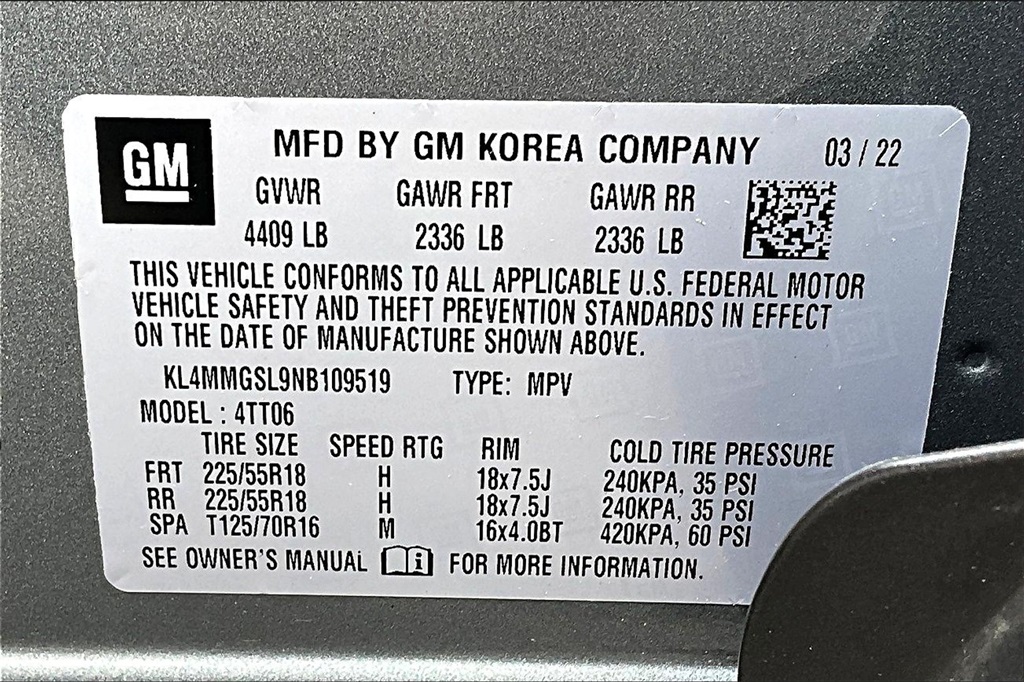 GM
MFD BY GM KOREA COMPANY 03 / 22
GVWR GAWR FRT GAWR RR
4409 LB 2336 LB 2336 LB
THIS VEHICLE CONFORMS TO ALL APPLICABLE U.S. FEDERAL MOTOR
VEHICLE SAFETY AND THEFT PREVENTION STANDARDS IN EFFECT
ON THE DATE OF MANUFACTURE SHOWN ABOVE.
KL4MMGSL9NB109519 TYPE: MPV
MODEL : 4TT06
TIRE SIZE SPEED RTG RIM COLD TIRE PRESSURE
FRT 225/55R18 H 18x7.5J 240KPA, 35 PSI
RR 225/55R18 H 18x7.5J 240KPA, 35 PSI
SPA T125/70R16 M 16x4.0BT 420KPA, 60 PSI
SEE OWNER'S MANUAL i FOR MORE INFORMATION.